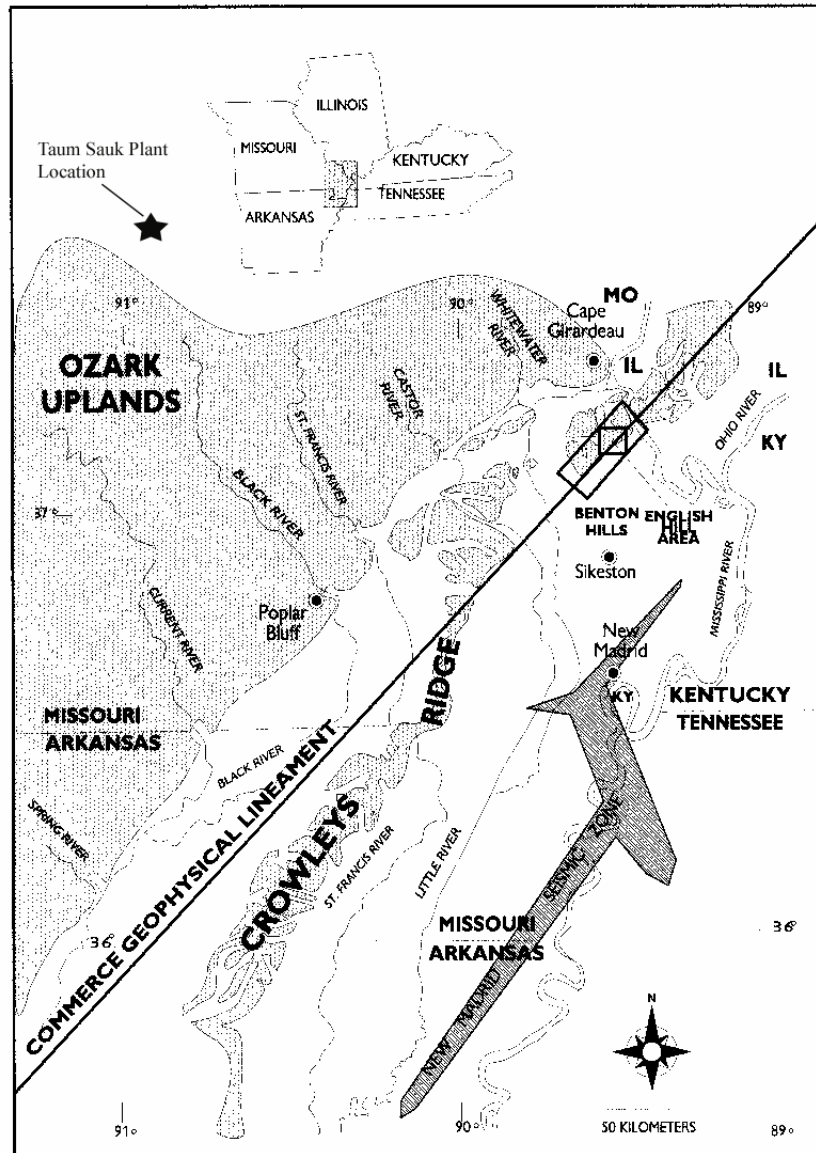 ILLINOIS
Taum Sauk Plant
Location
MISSOURI
KENTUCKY
TENNESSEE
ARKANSAS
91°
90°
89°
MO
WHITEWATER
RIVER
Cape
Girardeau
IL
OZARK
UPLANDS
CASTOR
RIVER
IL
ST. FRANCIS RIVER
OHIO RIVER
KY
BLACK RIVER
37°
BENTON
HILLS
ENGLISH
HILL
AREA
Sikeston
MISSISSIPPI RIVER
CURRENT RIVER
Poplar
Bluff
New
Madrid
KY
KENTUCKY
TENNESSEE
MISSOURI
ARKANSAS
BLACK RIVER
SPRING RIVER
COMMERCE GEOPHYSICAL LINEAMENT
CROWLEYS RIDGE
ST. FRANCIS RIVER
LITTLE RIVER
NEW MADRID SEISMIC ZONE
MISSOURI
ARKANSAS
36°
36°
N
50 KILOMETERS
91°
90°
89°